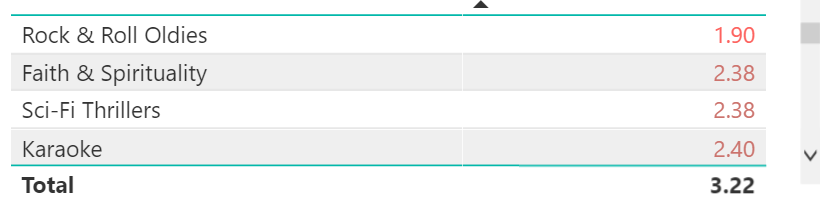 Rock & Roll Oldies 1.90
Faith & Spirituality 2.38
Sci-Fi Thrillers 2.38
Karaoke 2.40
Total 3.22